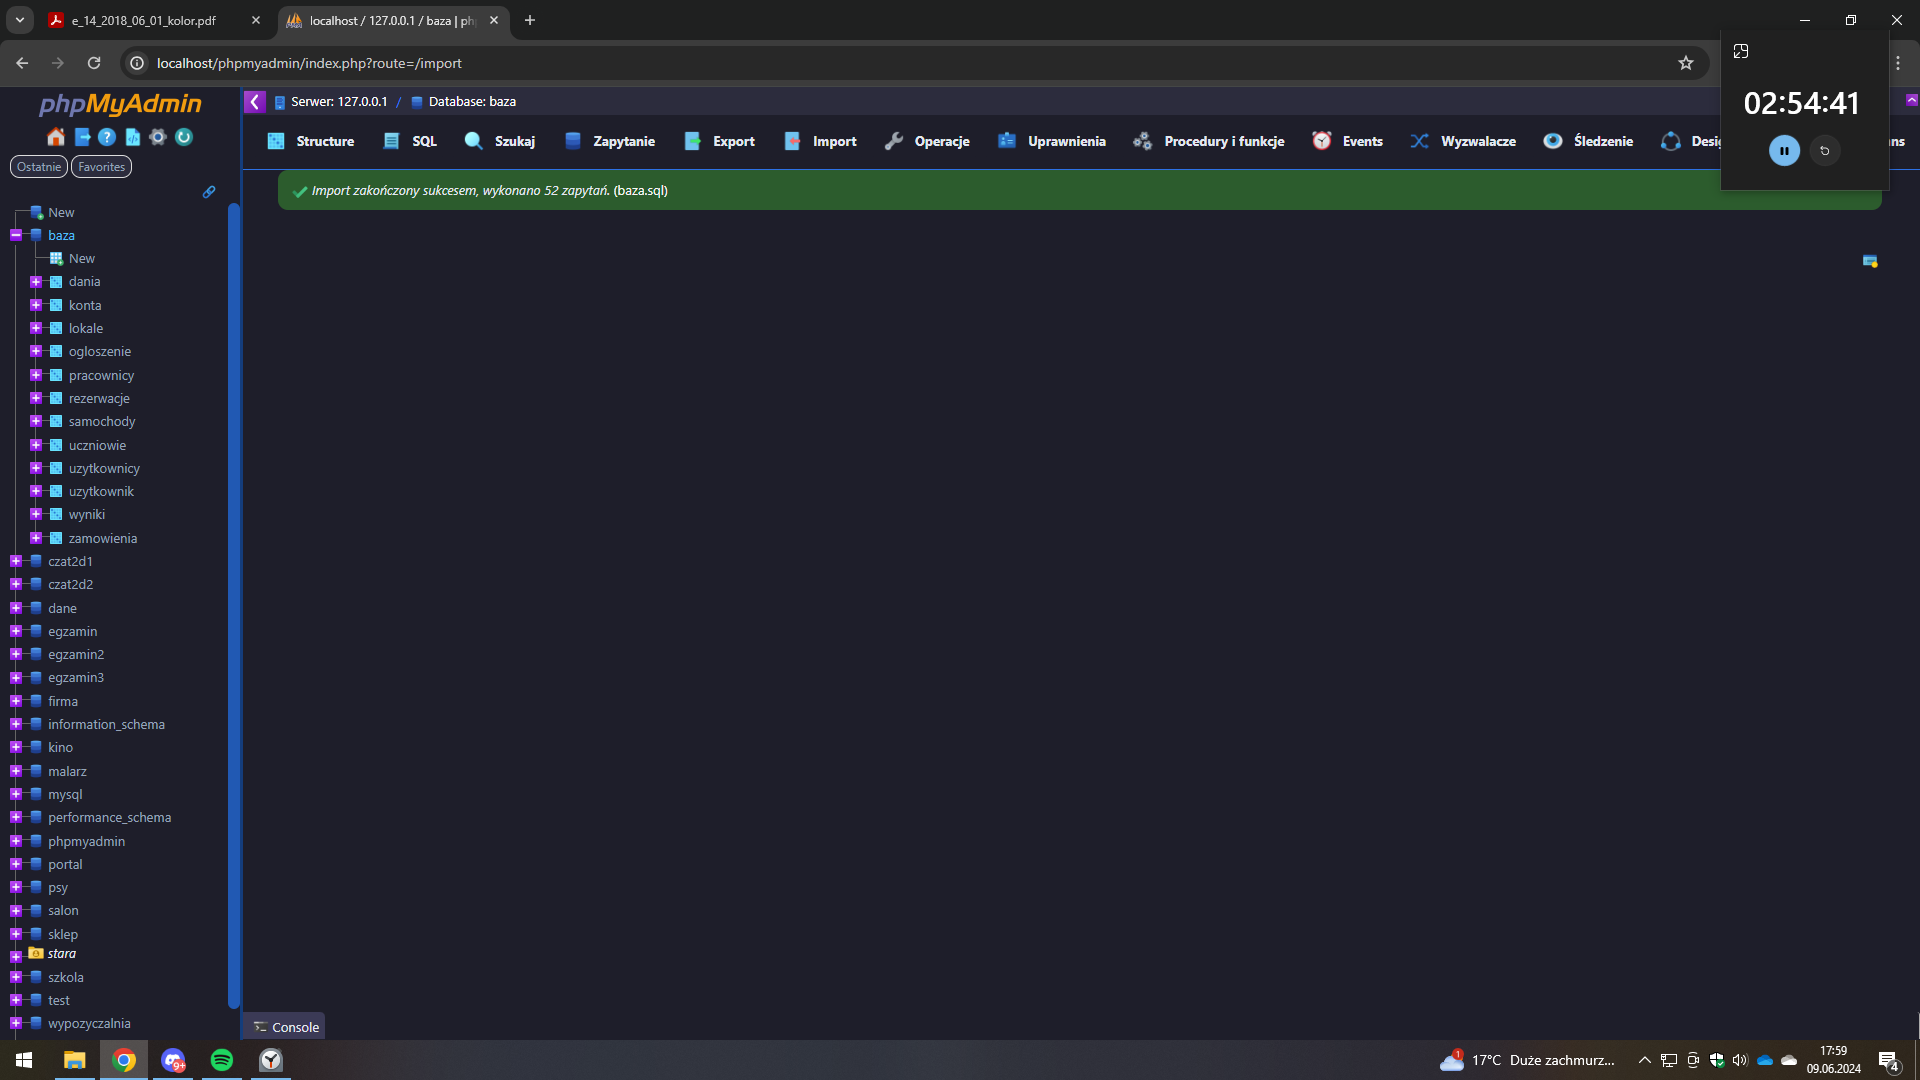 e_14_2018_06_01_kolor.pdf
localhost / 127.0.0.1 / baza | ph
localhost/phpmyadmin/index.php?route=/import
02:54:41
phpMyAdmin
Ostatnie
Favorites
Serwer: 127.0.0.1 / Database: baza
Structure
SQL
Szukaj
Zapytanie
Export
Import
Operacje
Uprawnienia
Procedury i funkcje
Events
Wyzwalacze
Śledzenie
Import zakończony sukcesem, wykonano 52 zapytań. (baza.sql)
New
baza
New
dania
konta
lokale
ogloszenie
pracownicy
rezerwacje
samochody
uczniowie
uzytkownicy
uzytkownik
wyniki
zamowienia
czat2d1
czat2d2
dane
egzamin
egzamin2
egzamin3
firma
information_schema
kino
malarz
mysql
performance_schema
phpmyadmin
portal
psy
salon
sklep
stara
szkola
test
wypozyczalnia
Console
9+
1
17°C Duże zachmurz...
17:59
09.06.2024
4